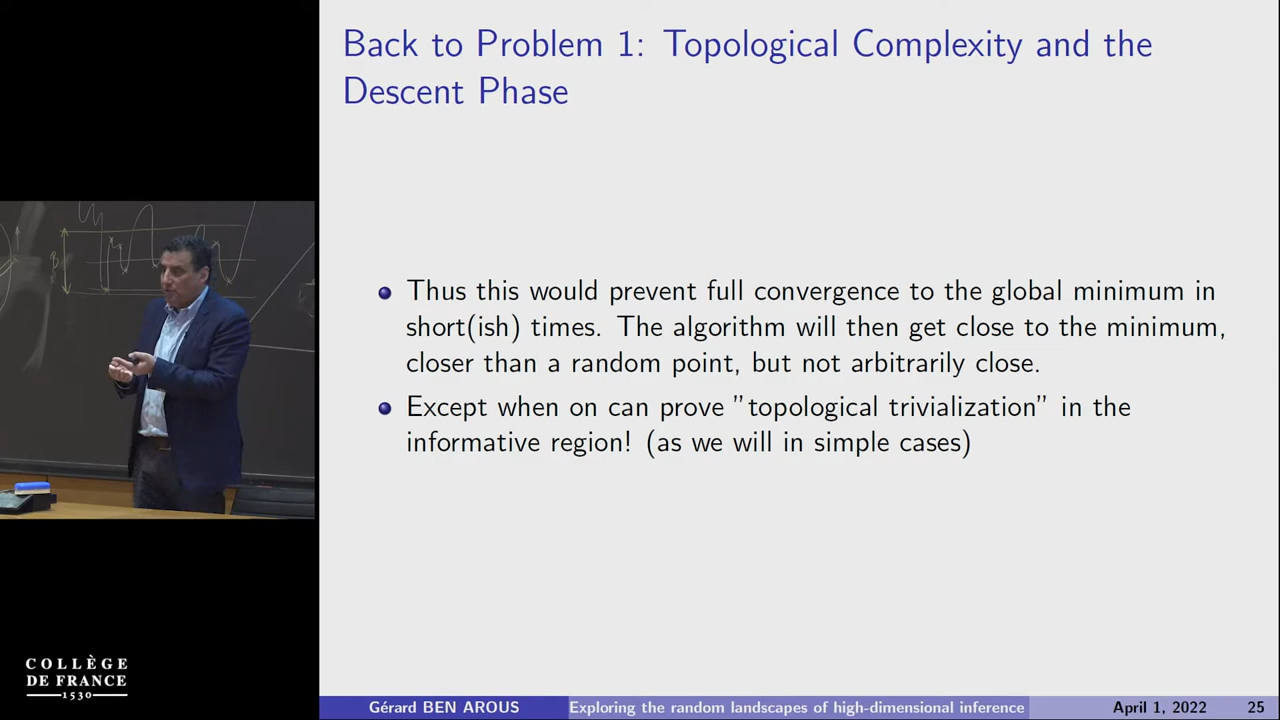 Back to Problem 1: Topological Complexity and the
Descent Phase
Thus this would prevent full convergence to the global minimum in
short(ish) times. The algorithm will then get close to the minimum,
closer than a random point, but not arbitrarily close.
Except when on can prove "topological trivialization" in the
informative region! (as we will in simple cases)
COLLÈGE
DE FRANCE
1530
Gérard BEN AROUS
Exploring the random landscapes of high-dimensional inference
April 1, 2022
25